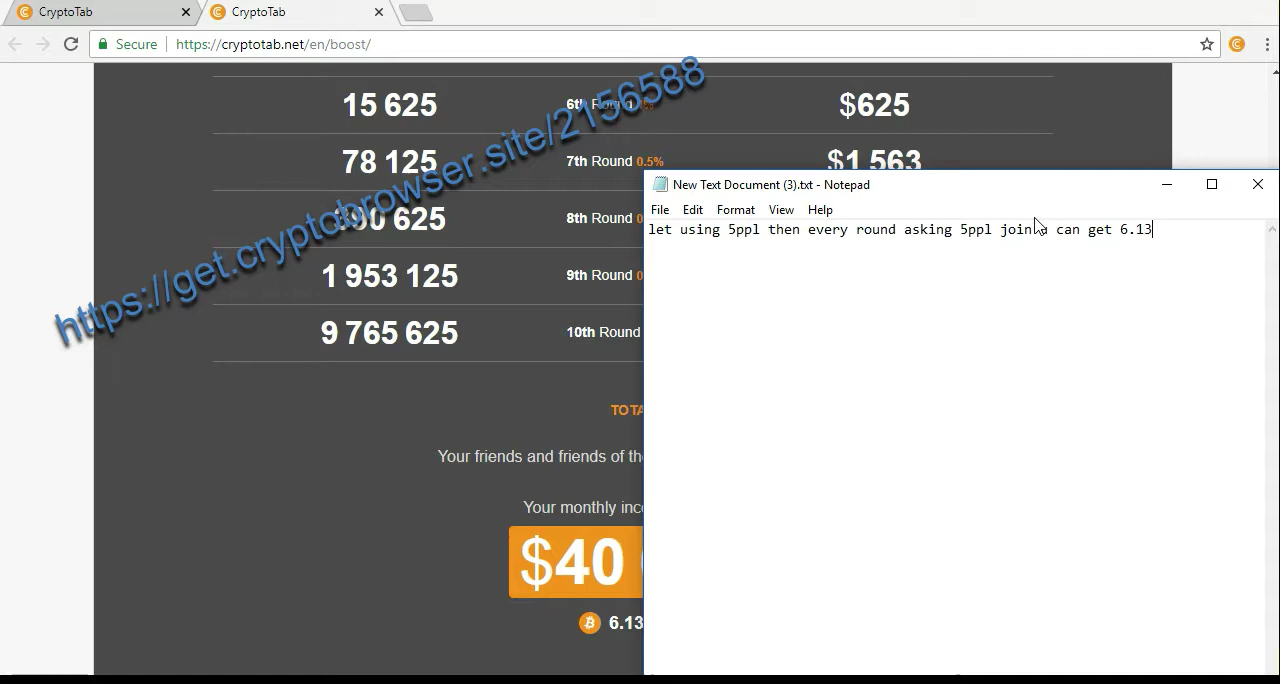 CryptoTab
CryptoTab
Secure
https://cryptotab.net/en/boost/
15 625 6th Round $625
78 125 7th Round 0.5% $1 563
390 625 8th Round
1 953 125 9th Round
9 765 625 10th Round
Your friends and friends of
Your monthly
$40
6.13
https://get.cryptobrowser.site/2156588
New Text Document (3).txt - Notepad
File Edit Format View Help
let using 5ppl then every round asking 5ppl join u can get 6.13